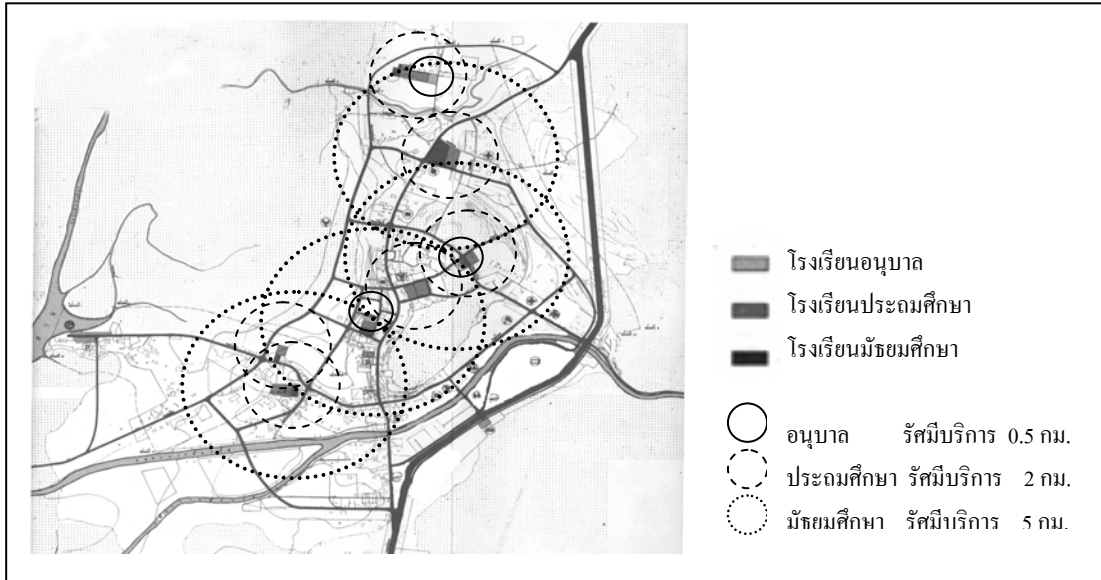 โรงเรียนอนุบาล
โรงเรียนประถมศึกษา
โรงเรียนมัธยมศึกษา
อนุบาล รัศมีบริการ 0.5 กม.
ประถมศึกษา รัศมีบริการ 2 กม.
มัธยมศึกษา รัศมีบริการ 5 กม.